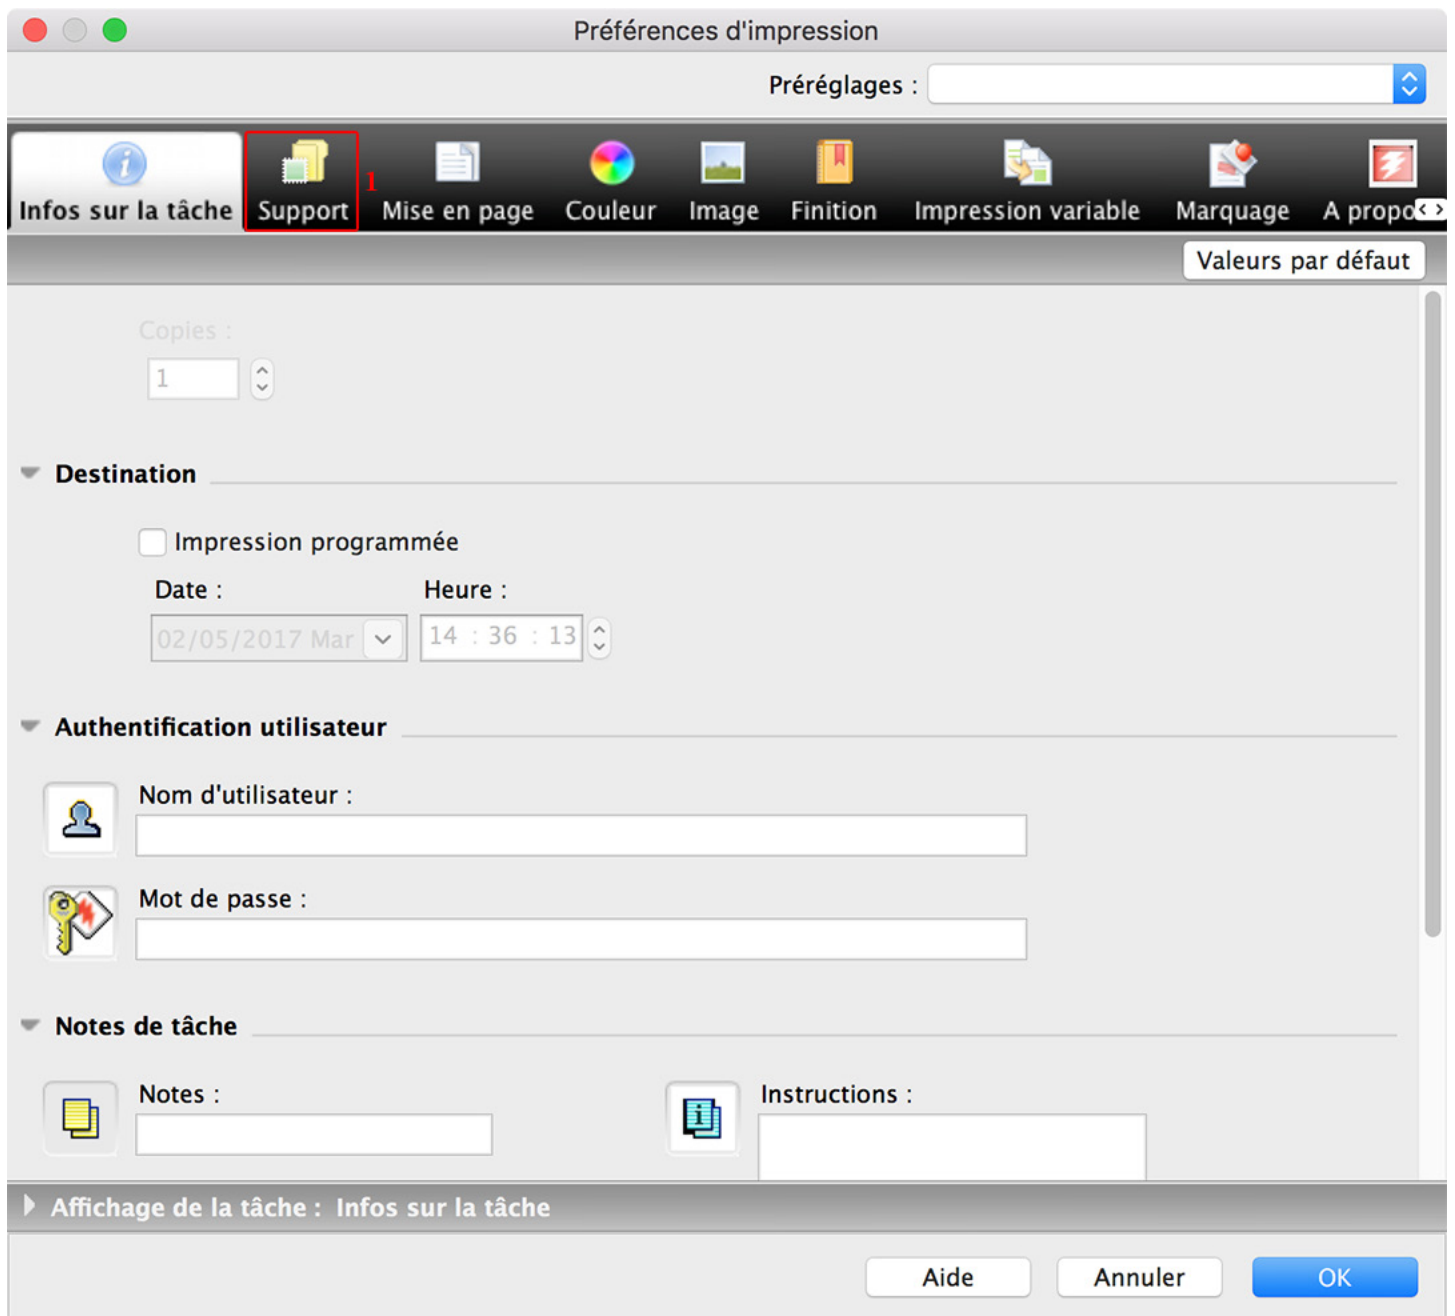 Préférences d'impression
Préréglages :
Infos sur la tâche Support 1 Mise en page Couleur Image Finition Impression variable Marquage A propo
Valeurs par défaut
Copies :
1
Destination
Impression programmée
Date : Heure :
02/05/2017 Mar 14 : 36 : 13
Authentification utilisateur
Nom d'utilisateur :
Mot de passe :
Notes de tâche
Notes : Instructions :
Affichage de la tâche : Infos sur la tâche
Aide Annuler OK